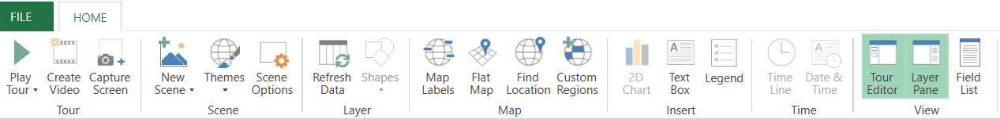 FILE HOME
Play Create Capture New Themes Scene Refresh Shapes Map Flat Find Custom 2D Text Legend Time Date & Tour Layer Field
Tour Video Screen Scene Options Data Labels Map Location Regions Chart Box Line Time Editor Pane List
Tour Scene Layer Map Insert Time View